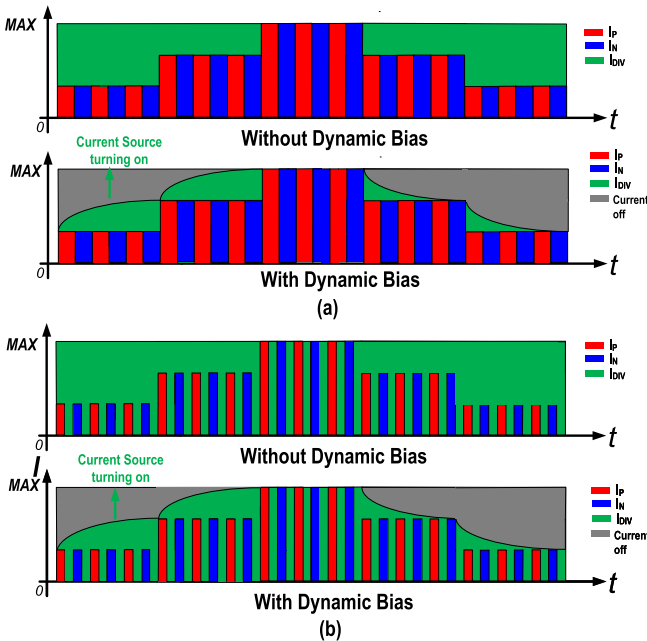 MAX
IP
IN
IDIV
0
t
Without Dynamic Bias
Current Source
turning on
IP
IN
IDIV
Current
off
0
t
With Dynamic Bias
(a)
MAX
IP
IN
IDIV
0
t
Without Dynamic Bias
I
MAX
Current Source
turning on
IP
IN
IDIV
Current
off
0
t
With Dynamic Bias
(b)